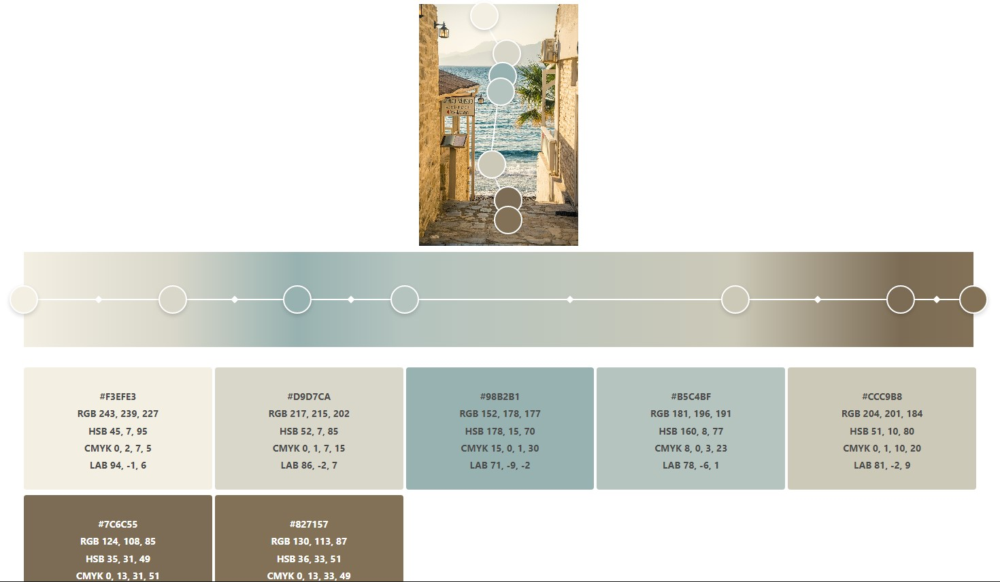 #F3EFE3
RGB 243, 239, 227
HSB 45, 7, 95
CMYK 0, 2, 7, 5
LAB 94, -1, 6
#D9D7CA
RGB 217, 215, 202
HSB 52, 7, 85
CMYK 0, 1, 7, 15
LAB 86, -2, 7
#98B2B1
RGB 152, 178, 177
HSB 178, 15, 70
CMYK 15, 0, 1, 30
LAB 71, -9, -2
#B5C4BF
RGB 181, 196, 191
HSB 160, 8, 77
CMYK 8, 0, 3, 23
LAB 78, -6, 1
#CCC9B8
RGB 204, 201, 184
HSB 51, 10, 80
CMYK 0, 1, 10, 20
LAB 81, -2, 9
#7C6C55
RGB 124, 108, 85
HSB 35, 31, 49
CMYK 0, 13, 31, 51
#827157
RGB 130, 113, 87
HSB 36, 33, 51
CMYK 0, 13, 33, 49